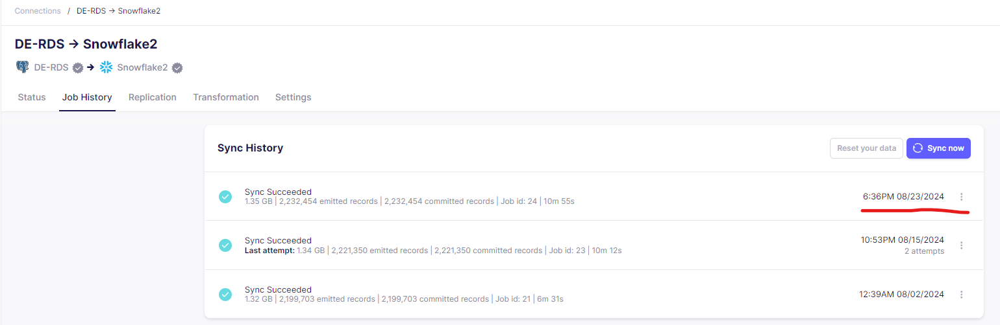 Connections / DE-RDS → Snowflake2
DE-RDS → Snowflake2
DE-RDS → Snowflake2
Status Job History Replication Transformation Settings
Sync History Reset your data Sync now
Sync Succeeded
1.35 GB | 2,232,454 emitted records | 2,232,454 committed records | Job id: 24 | 10m 55s
6:36PM 08/23/2024
Sync Succeeded
Last attempt: 1.34 GB | 2,221,350 emitted records | 2,221,350 committed records | Job id: 23 | 10m 12s
10:53PM 08/15/2024
2 attempts
Sync Succeeded
1.32 GB | 2,199,703 emitted records | 2,199,703 committed records | Job id: 21 | 6m 31s
12:39AM 08/02/2024